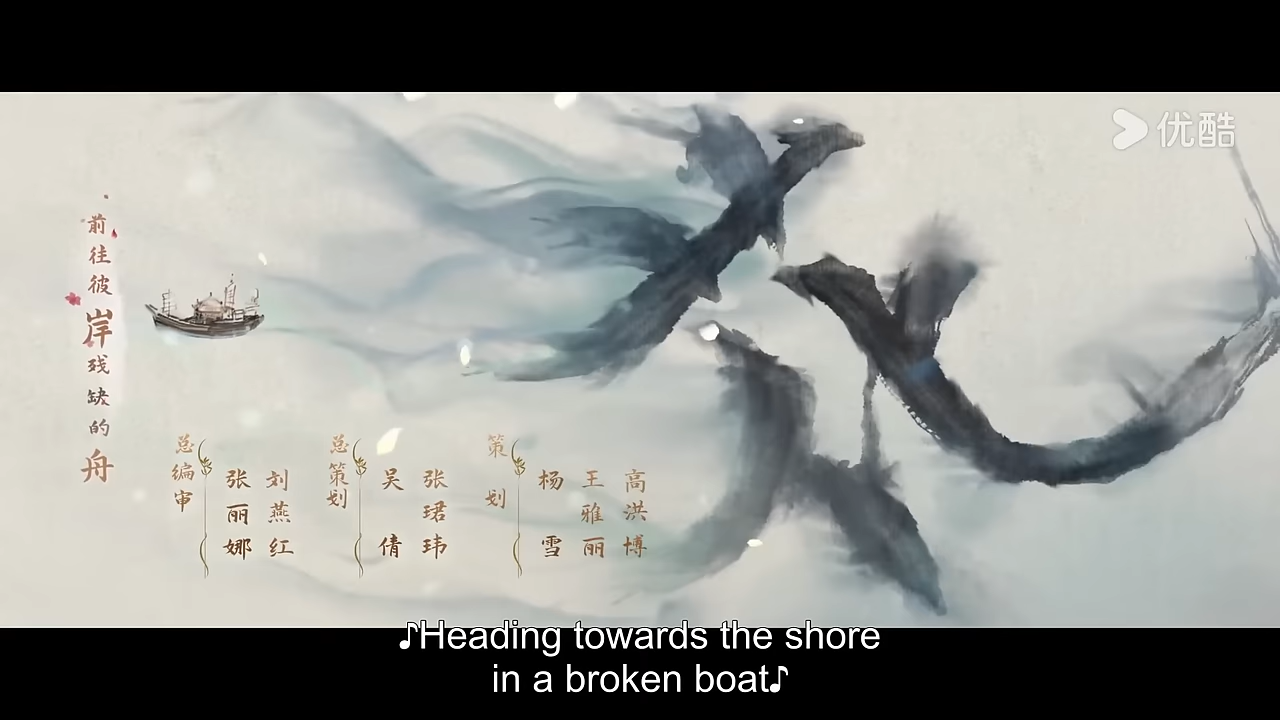 优酷
前往彼岸残缺的舟
总编审
张丽娜
刘燕红
总策划
吴倩
张珺玮
策划
杨雪
王雅丽
高洪博
♪Heading towards the shore
in a broken boat♪